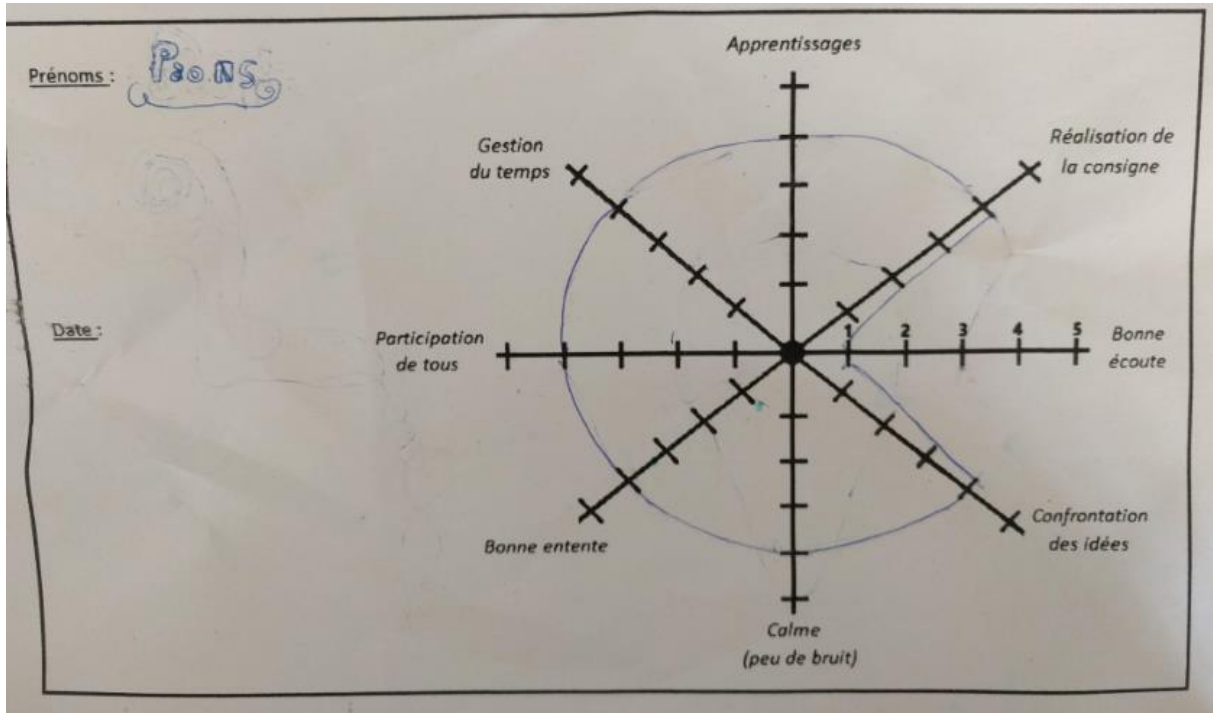 Prénoms : Paons
Apprentissages
Gestion
du temps
Réalisation de
la consigne
Date :
Participation
de tous
1 2 3 4 5
Bonne
écoute
Bonne entente
Confrontation
des idées
Calme
(peu de bruit)